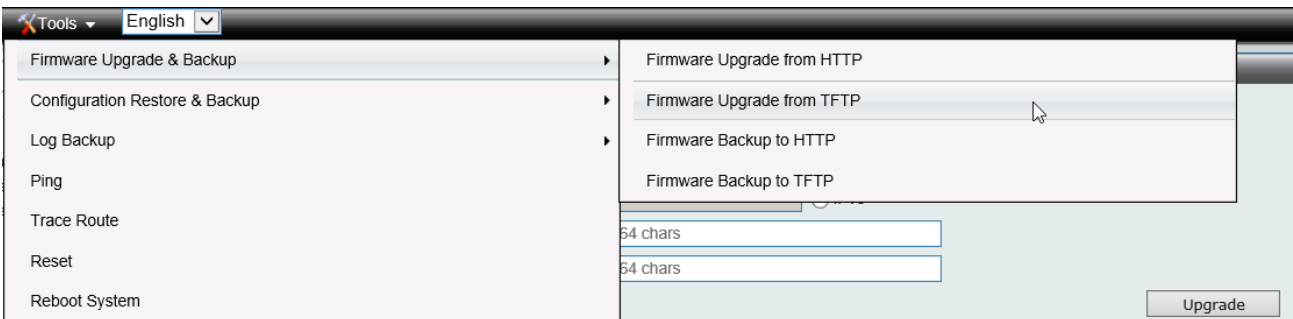 Tools
English
Firmware Upgrade & Backup
Configuration Restore & Backup
Log Backup
Ping
Trace Route
Reset
Reboot System
Firmware Upgrade from HTTP
Firmware Upgrade from TFTP
Firmware Backup to HTTP
Firmware Backup to TFTP
64 chars
64 chars
Upgrade